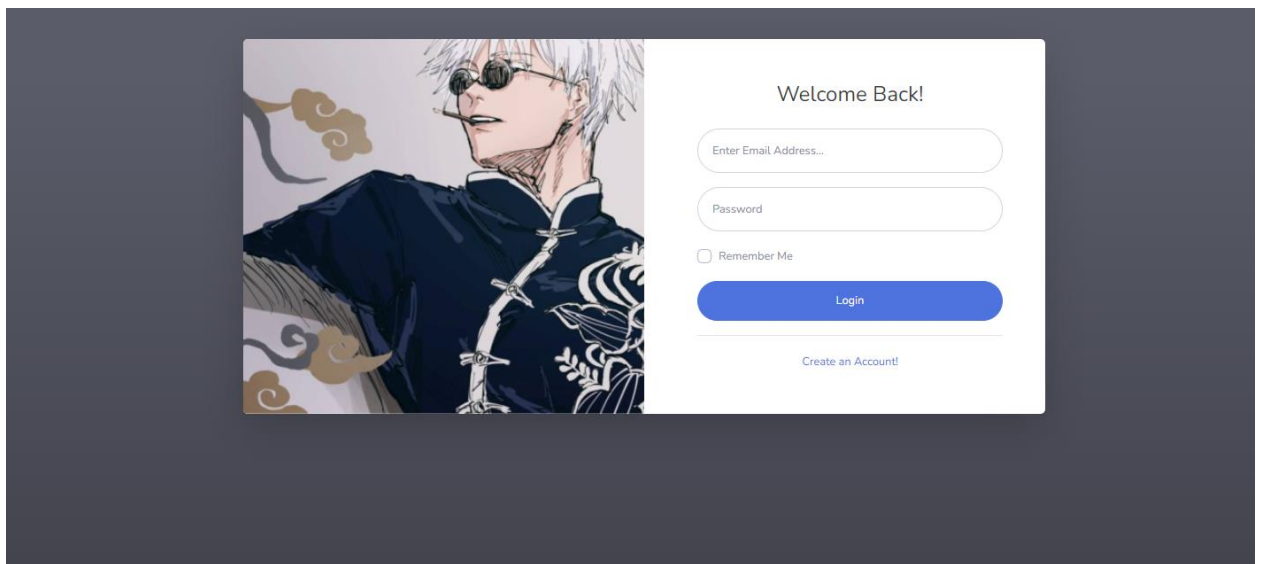 Welcome Back!
Enter Email Address...
Password
Remember Me
Login
Create an Account!